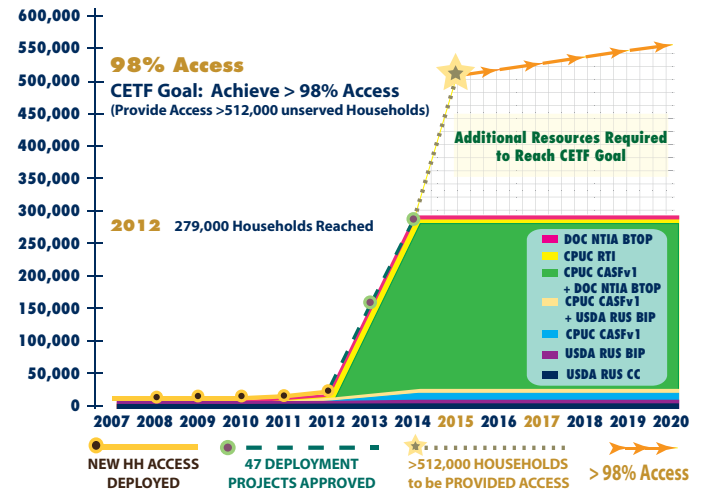 600,000
550,000
500,000
450,000
400,000
350,000
300,000
250,000
200,000
150,000
100,000
50,000
0
98% Access
CETF Goal: Achieve > 98% Access
(Provide Access >512,000 unserved Households)
Additional Resources Required
to Reach CETF Goal
2012 279,000 Households Reached
DOC NTIA BTOP
CPUC RTI
CPUC CASFv1
+ DOC NTIA BTOP
CPUC CASFv1
+ USDA RUS BIP
CPUC CASFv1
USDA RUS BIP
USDA RUS CC
2007 2008 2009 2010 2011 2012 2013 2014 2015 2016 2017 2018 2019 2020
NEW HH ACCESS
DEPLOYED
47 DEPLOYMENT
PROJECTS APPROVED
>512,000 HOUSEHOLDS
to be PROVIDED ACCESS
> 98% Access